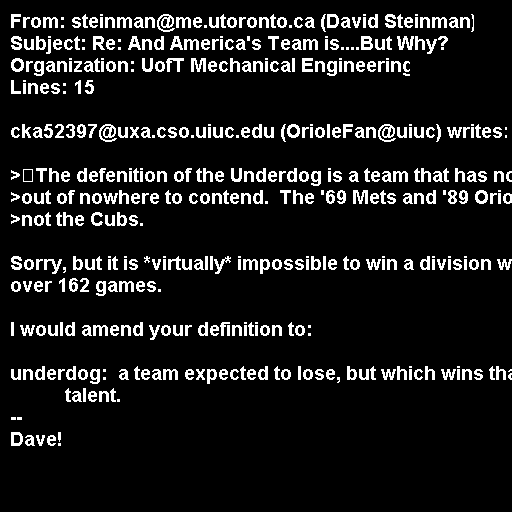 From: steinman@me.utoronto.ca (David Steinman)
Subject: Re: And America's Team is....But Why?
Organization: UofT Mechanical Engineering
Lines: 15

cka52397@uxa.cso.uiuc.edu (OrioleFan@uiuc) writes:

>The defenition of the Underdog is a team that has
>out of nowhere to contend.  The '69 Mets and '89
>not the Cubs.

Sorry, but it is *virtually* impossible to win a division
over 162 games.

I would amend your definition to:

underdog:  a team expected to lose, but which wins
talent.
--
Dave!